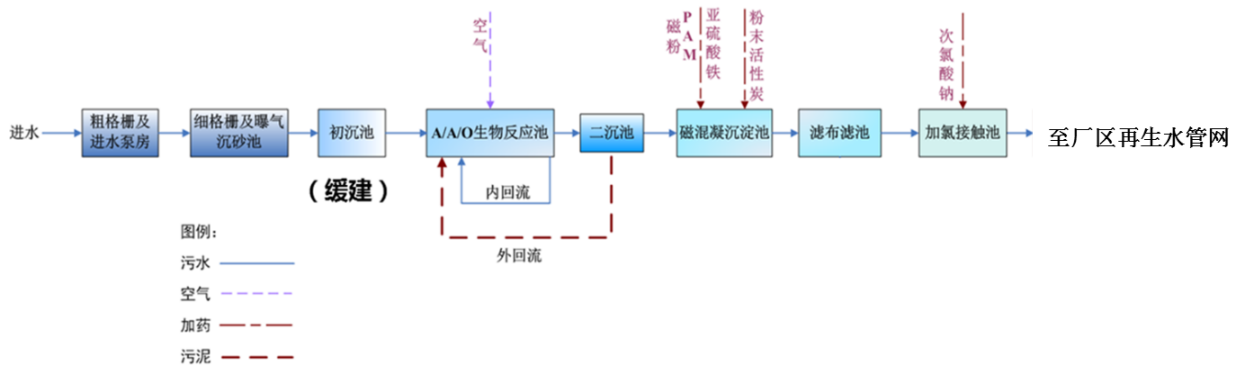 空气
磁粉
PAM
亚硫酸铁
粉末活性炭
次氯酸钠
进水
粗格栅及
进水泵房
细格栅及曝气
沉砂池
初沉池
A/A/O生物反应池
二沉池
磁混凝沉淀池
滤布滤池
加氯接触池
至厂区再生水管网
（缓建）
内回流
外回流
图例：
污水
空气
加药
污泥